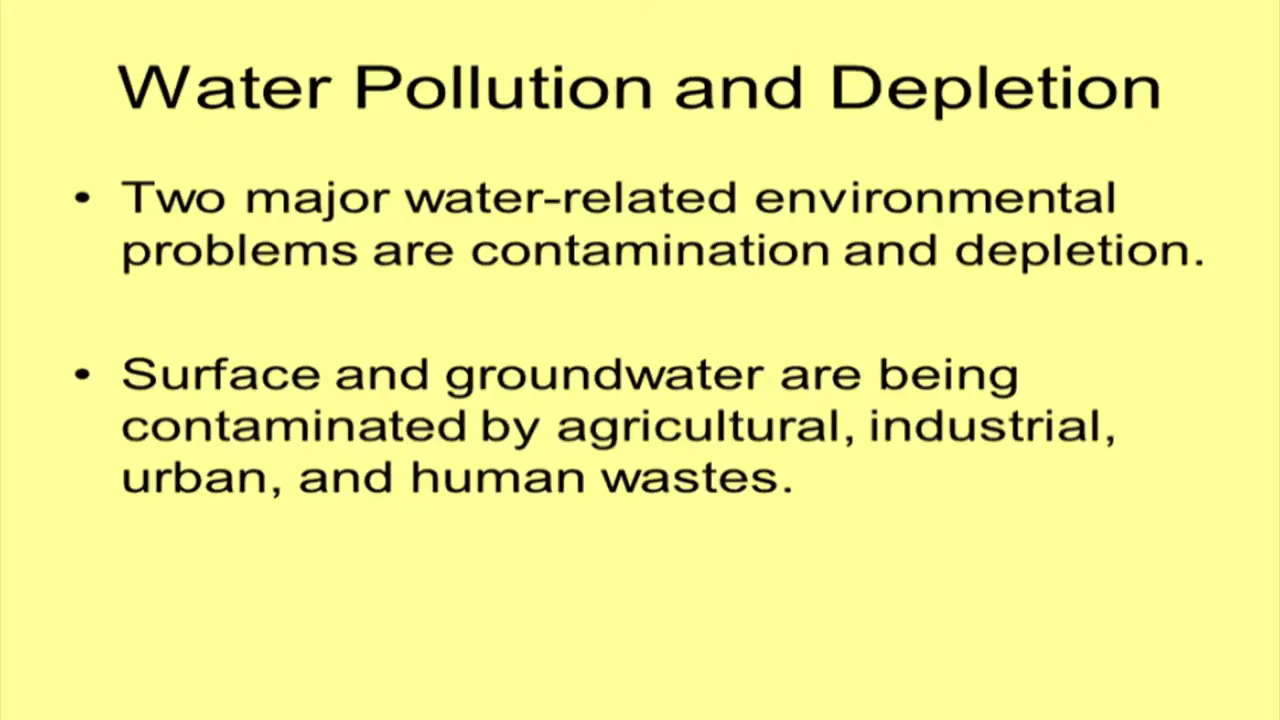 Water Pollution and Depletion
• Two major water-related environmental
problems are contamination and depletion.
• Surface and groundwater are being
contaminated by agricultural, industrial,
urban, and human wastes.